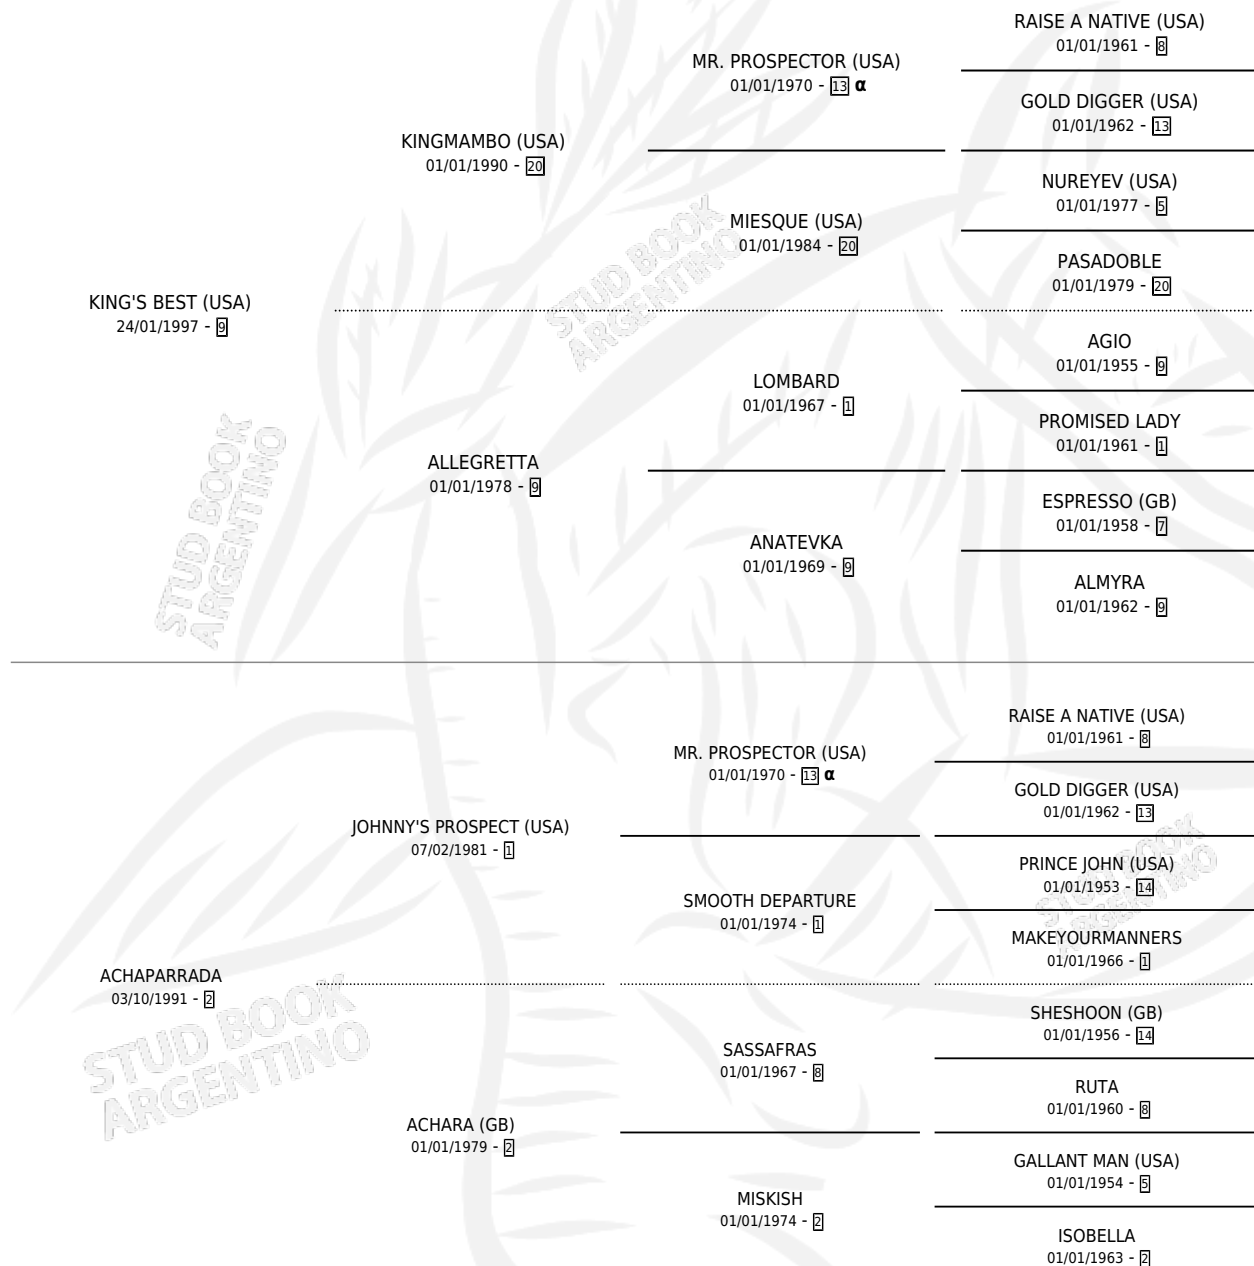 RAISE A NATIVE (USA)
01/01/1961 - 8
MR. PROSPECTOR (USA)
01/01/1970 - 13 α
GOLD DIGGER (USA)
01/01/1962 - 13
KINGMAMBO (USA)
01/01/1990 - 20
NUREYEV (USA)
01/01/1977 - 5
MIESQUE (USA)
01/01/1984 - 20
PASADOBLE
01/01/1979 - 20
KING'S BEST (USA)
24/01/1997 - 9
AGIO
01/01/1955 - 9
LOMBARD
01/01/1967 - 1
PROMISED LADY
01/01/1961 - 1
ALLEGRETTA
01/01/1978 - 9
ESPRESSO (GB)
01/01/1958 - 7
ANATEVKA
01/01/1969 - 9
ALMYRA
01/01/1962 - 9
RAISE A NATIVE (USA)
01/01/1961 - 8
MR. PROSPECTOR (USA)
01/01/1970 - 13 α
GOLD DIGGER (USA)
01/01/1962 - 13
JOHNNY'S PROSPECT (USA)
07/02/1981 - 1
PRINCE JOHN (USA)
01/01/1953 - 14
SMOOTH DEPARTURE
01/01/1974 - 1
MAKEYOURMANNERS
01/01/1966 - 1
ACHAPARRADA
03/10/1991 - 2
SHESHOON (GB)
01/01/1956 - 14
SASSAFRAS
01/01/1967 - 8
RUTA
01/01/1960 - 8
ACHARA (GB)
01/01/1979 - 2
GALLANT MAN (USA)
01/01/1954 - 5
MISKISH
01/01/1974 - 2
ISOBELLA
01/01/1963 - 2
STUD BOOK
ARGENTINO
STUD BOOK
ARGENTINO
STUD BOOK
ARGENTINO
STUD BOOK
ARGENTINO